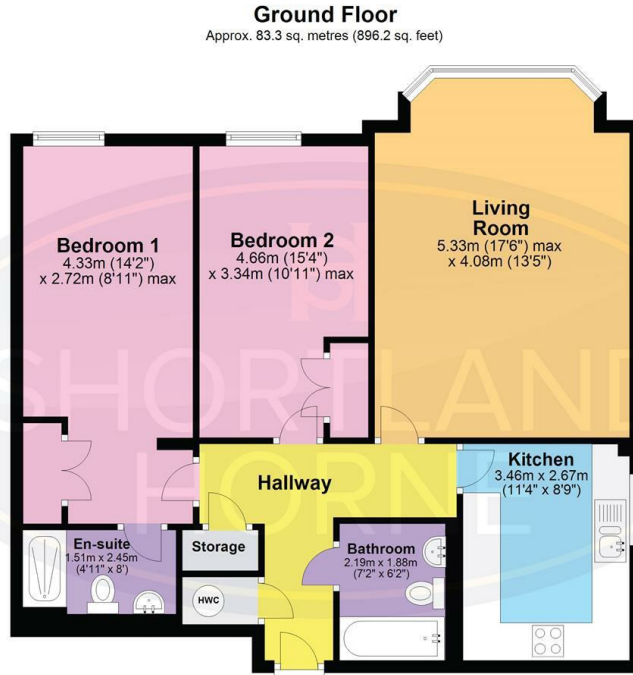 Ground Floor
Approx. 83.3 sq. metres (896.2 sq. feet)
Bedroom 1
4.33m (14'2")
x 2.72m (8'11") max
Bedroom 2
4.66m (15'4")
x 3.34m (10'11") max
Living
Room
5.33m (17'6") max
x 4.08m (13'5")
SHORTLAND
HORNE
Hallway
Kitchen
3.46m x 2.67m
(11'4" x 8'9")
En-suite
1.51m x 2.45m
(4'11" x 8')
Storage
Bathroom
2.19m x 1.88m
(7'2" x 6'2")
HWC